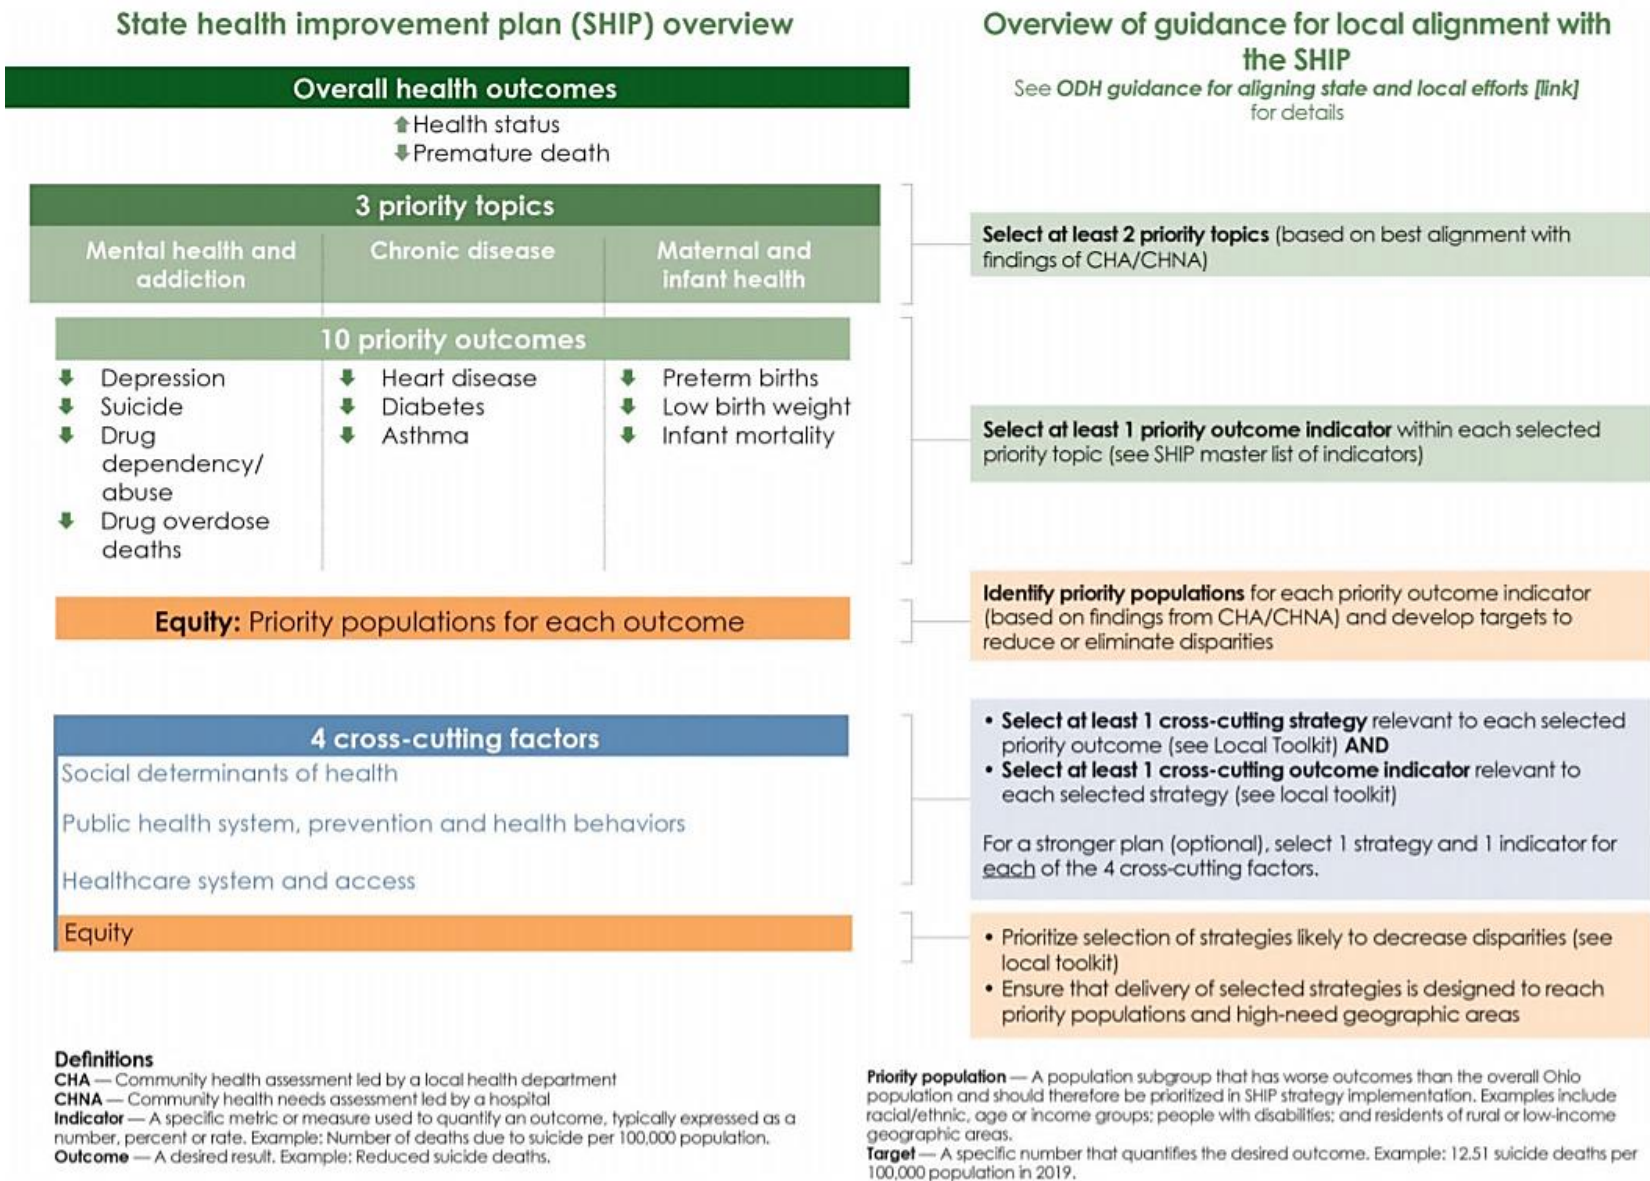 State health improvement plan (SHIP) overview
Overall health outcomes
Health status
Premature death
3 priority topics
Mental health and
addiction
Chronic disease
Maternal and
infant health
10 priority outcomes
Depression
Suicide
Drug
dependency/
abuse
Drug overdose
deaths
Heart disease
Diabetes
Asthma
Preterm births
Low birth weight
Infant mortality
Equity: Priority populations for each outcome
4 cross-cutting factors
Social determinants of health
Public health system, prevention and health behaviors
Healthcare system and access
Equity
Overview of guidance for local alignment with
the SHIP
See ODH guidance for aligning state and local efforts [link]
for details
Select at least 2 priority topics (based on best alignment with
findings of CHA/CHNA)
Select at least 1 priority outcome indicator within each selected
priority topic (see SHIP master list of indicators)
Identify priority populations for each priority outcome indicator
(based on findings from CHA/CHNA) and develop targets to
reduce or eliminate disparities
• Select at least 1 cross-cutting strategy relevant to each selected
priority outcome (see Local Toolkit) AND
• Select at least 1 cross-cutting outcome indicator relevant to
each selected strategy (see local toolkit)
For a stronger plan (optional), select 1 strategy and 1 indicator for
each of the 4 cross-cutting factors.
• Prioritize selection of strategies likely to decrease disparities (see
local toolkit)
• Ensure that delivery of selected strategies is designed to reach
priority populations and high-need geographic areas
Definitions
CHA — Community health assessment led by a local health department
CHNA — Community health needs assessment led by a hospital
Indicator — A specific metric or measure used to quantify an outcome, typically expressed as a
number, percent or rate. Example: Number of deaths due to suicide per 100,000 population.
Outcome — A desired result. Example: Reduced suicide deaths.
Priority population — A population subgroup that has worse outcomes than the overall Ohio
population and should therefore be prioritized in SHIP strategy implementation. Examples include
racial/ethnic, age or income groups; people with disabilities; and residents of rural or low-income
geographic areas.
Target — A specific number that quantifies the desired outcome. Example: 12.51 suicide deaths per
100,000 population in 2019.